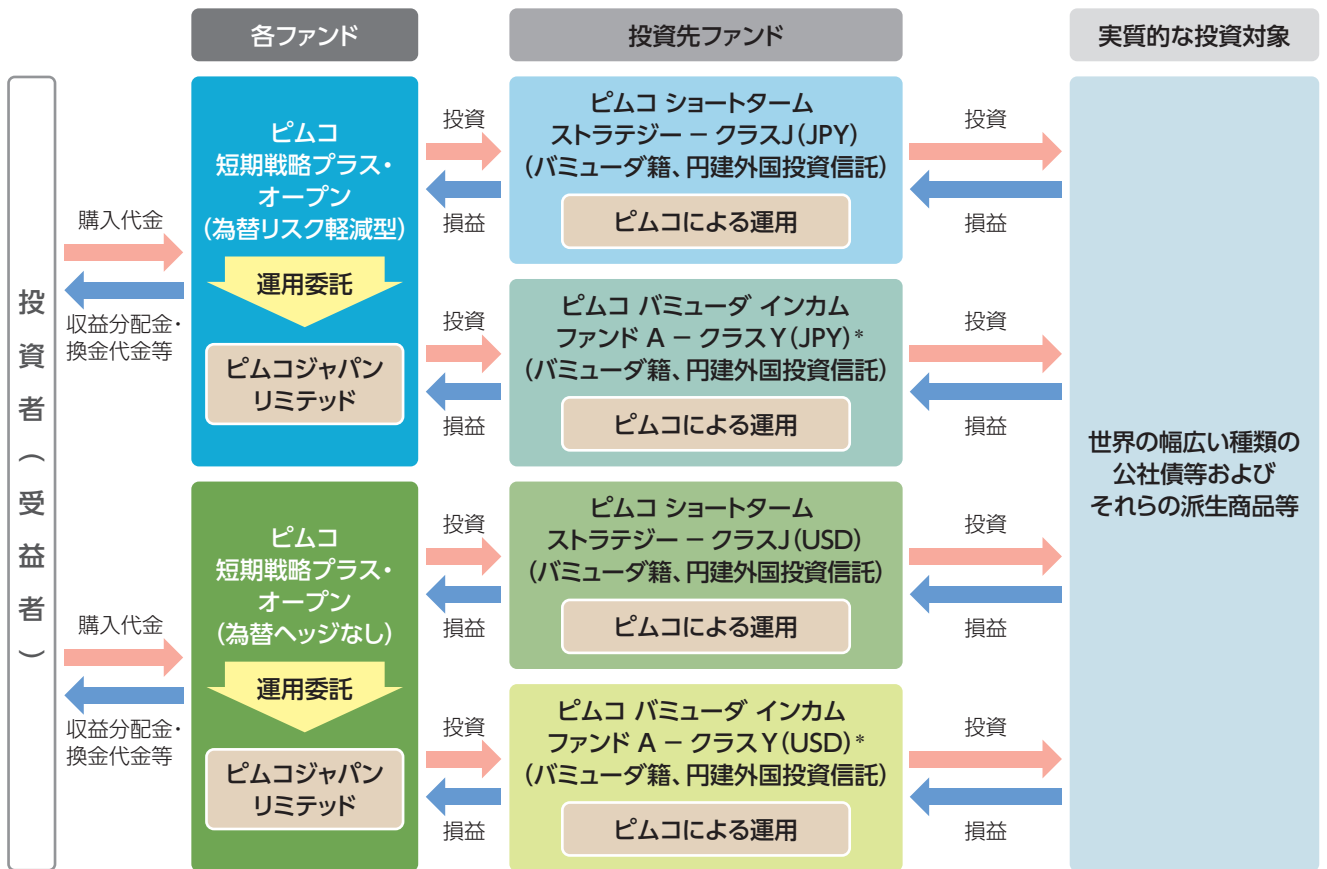 各ファンド
投資先ファンド
実質的な投資対象
投資者(受益者)
購入代金
収益分配金・
換金代金等
ピムコ
短期戦略プラス・
オープン
(為替リスク軽減型)
運用委託
ピムコジャパン
リミテッド
投資
損益
ピムコ ショートターム
ストラテジー － クラスJ(JPY)
(バミューダ籍、円建外国投資信託)
ピムコによる運用
投資
損益
投資
損益
ピムコ バミューダ インカム
ファンド A － クラス Y(JPY)*
(バミューダ籍、円建外国投資信託)
ピムコによる運用
投資
損益
購入代金
収益分配金・
換金代金等
ピムコ
短期戦略プラス・
オープン
(為替ヘッジなし)
運用委託
ピムコジャパン
リミテッド
投資
損益
ピムコ ショートターム
ストラテジー － クラスJ(USD)
(バミューダ籍、円建外国投資信託)
ピムコによる運用
投資
損益
投資
損益
ピムコ バミューダ インカム
ファンド A － クラス Y(USD)*
(バミューダ籍、円建外国投資信託)
ピムコによる運用
投資
損益
世界の幅広い種類の
公社債等および
それらの派生商品等